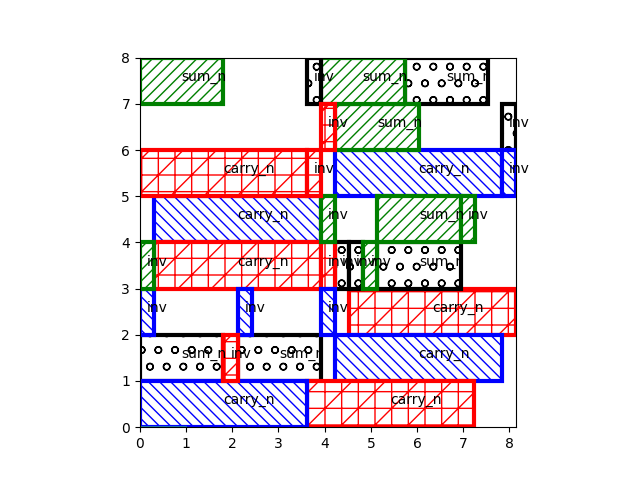 8
sum_n inv sum_n sum_n
7
inv sum_n inv
6
carry_n inv carry_n inv
5
carry_n inv sum_n inv
4
carry_n inv inv inv inv sum_n
3
inv inv inv carry_n
2
sum_n inv sum_n carry_n
1
carry_n carry_n
0
0 1 2 3 4 5 6 7 8